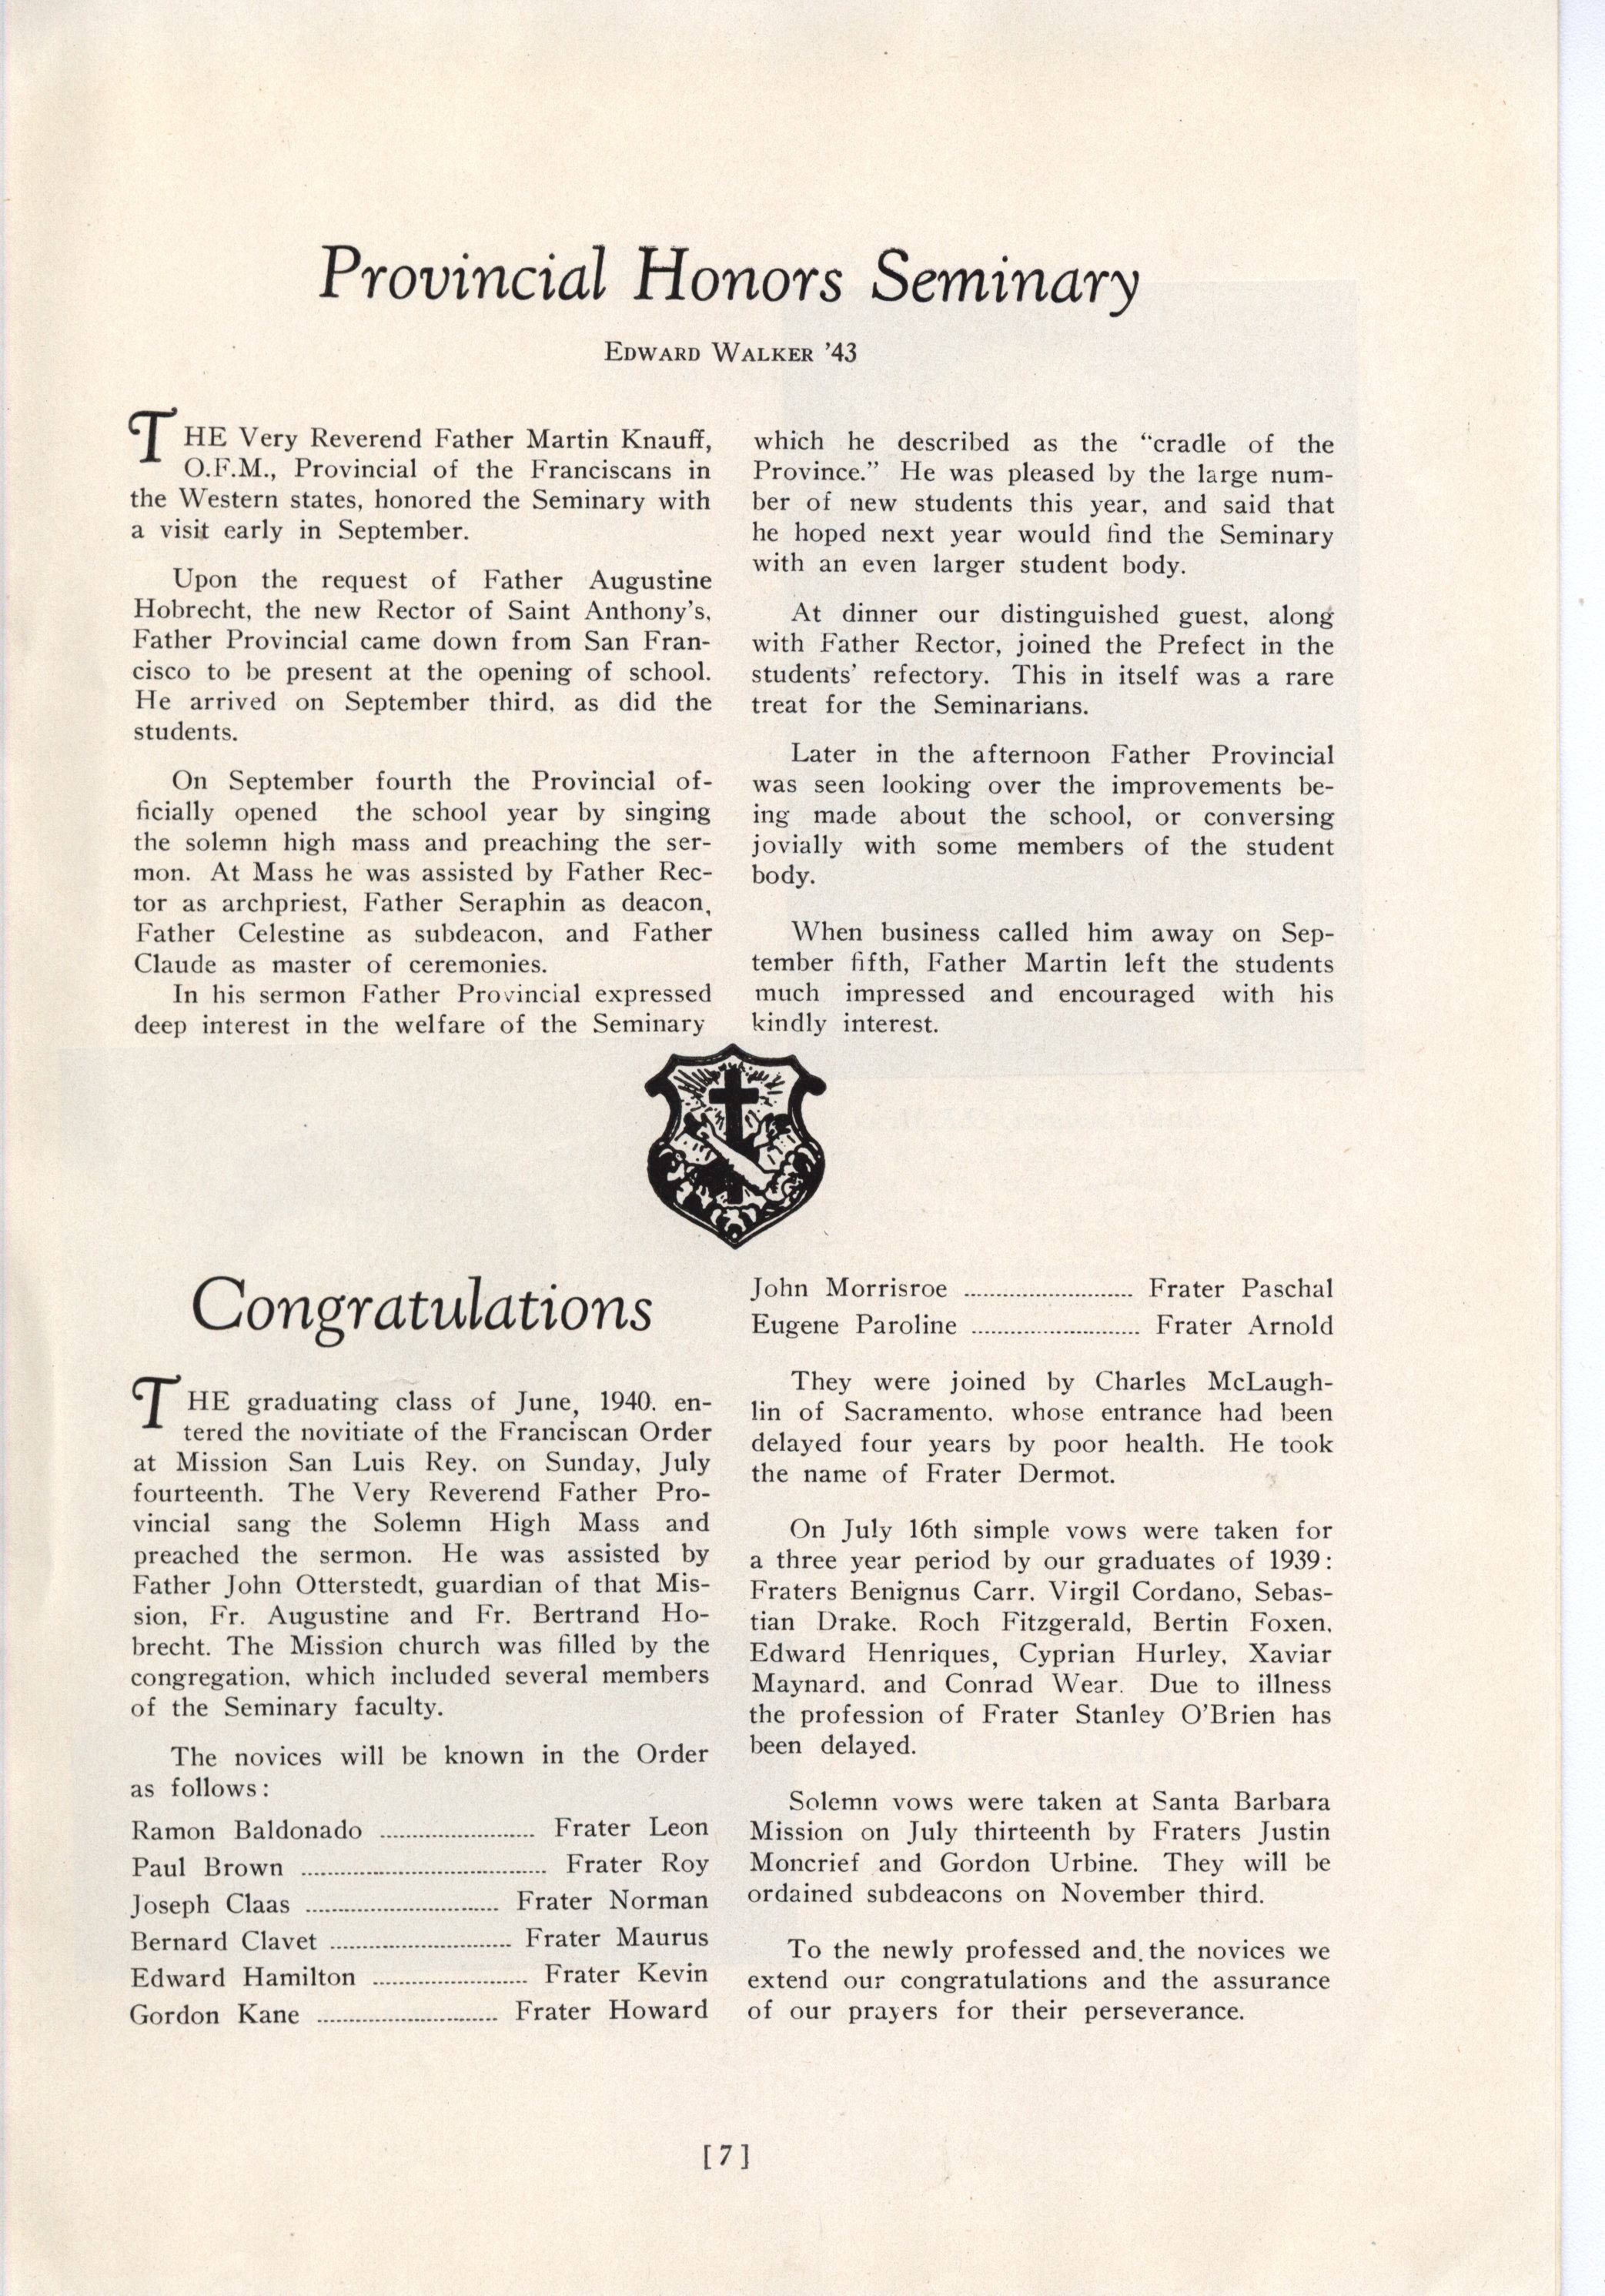 Provincial Honors Seminary
EDWARD WALKER '43
THE Very Reverend Father Martin Knauff,
O.F.M., Provincial of the Franciscans in
the Western states, honored the Seminary with
a visit early in September.
Upon the request of Father Augustine
Hobrecht, the new Rector of Saint Anthony's,
Father Provincial came down from San Fran-
cisco to be present at the opening of school.
He arrived on September third, as did the
students.
On September fourth the Provincial of-
ficially opened the school year by singing
the solemn high mass and preaching the ser-
mon. At Mass he was assisted by Father Rec-
tor as archpriest, Father Seraphin as deacon,
Father Celestine as subdeacon, and Father
Claude as master of ceremonies.
In his sermon Father Provincial expressed
deep interest in the welfare of the Seminary
which he described as the "cradle of the
Province." He was pleased by the large num-
ber of new students this year, and said that
he hoped next year would find the Seminary
with an even larger student body.
At dinner our distinguished guest, along
with Father Rector, joined the Prefect in the
students' refectory. This in itself was a rare
treat for the Seminarians.
Later in the afternoon Father Provincial
was seen looking over the improvements be-
ing made about the school, or conversing
jovially with some members of the student
body.
When business called him away on Sep-
tember fifth, Father Martin left the students
much impressed and encouraged with his
kindly interest.
Congratulations
THE graduating class of June, 1940, en-
tered the novitiate of the Franciscan Order
at Mission San Luis Rey, on Sunday, July
fourteenth. The Very Reverend Father Pro-
vincial sang the Solemn High Mass and
preached the sermon. He was assisted by
Father John Otterstedt, guardian of that Mis-
sion, Fr. Augustine and Fr. Bertrand Ho-
brecht. The Mission church was filled by the
congregation, which included several members
of the Seminary faculty.
The novices will be known in the Order
as follows:
Ramon Baldonado ........................ Frater Leon
Paul Brown ........................ Frater Roy
Joseph Claas ........................ Frater Norman
Bernard Clavet ........................ Frater Maurus
Edward Hamilton ........................ Frater Kevin
Gordon Kane ........................ Frater Howard
John Morrisroe ........................ Frater Paschal
Eugene Paroline ........................ Frater Arnold
They were joined by Charles McLaugh-
lin of Sacramento, whose entrance had been
delayed four years by poor health. He took
the name of Frater Dermot.
On July 16th simple vows were taken for
a three year period by our graduates of 1939:
Fraters Benignus Carr, Virgil Cordano, Sebas-
tian Drake, Roch Fitzgerald, Bertin Foxen,
Edward Henriques, Cyprian Hurley, Xaviar
Maynard, and Conrad Wear. Due to illness
the profession of Frater Stanley O'Brien has
been delayed.
Solemn vows were taken at Santa Barbara
Mission on July thirteenth by Fraters Justin
Moncrief and Gordon Urbine. They will be
ordained subdeacons on November third.
To the newly professed and the novices we
extend our congratulations and the assurance
of our prayers for their perseverance.
[7]